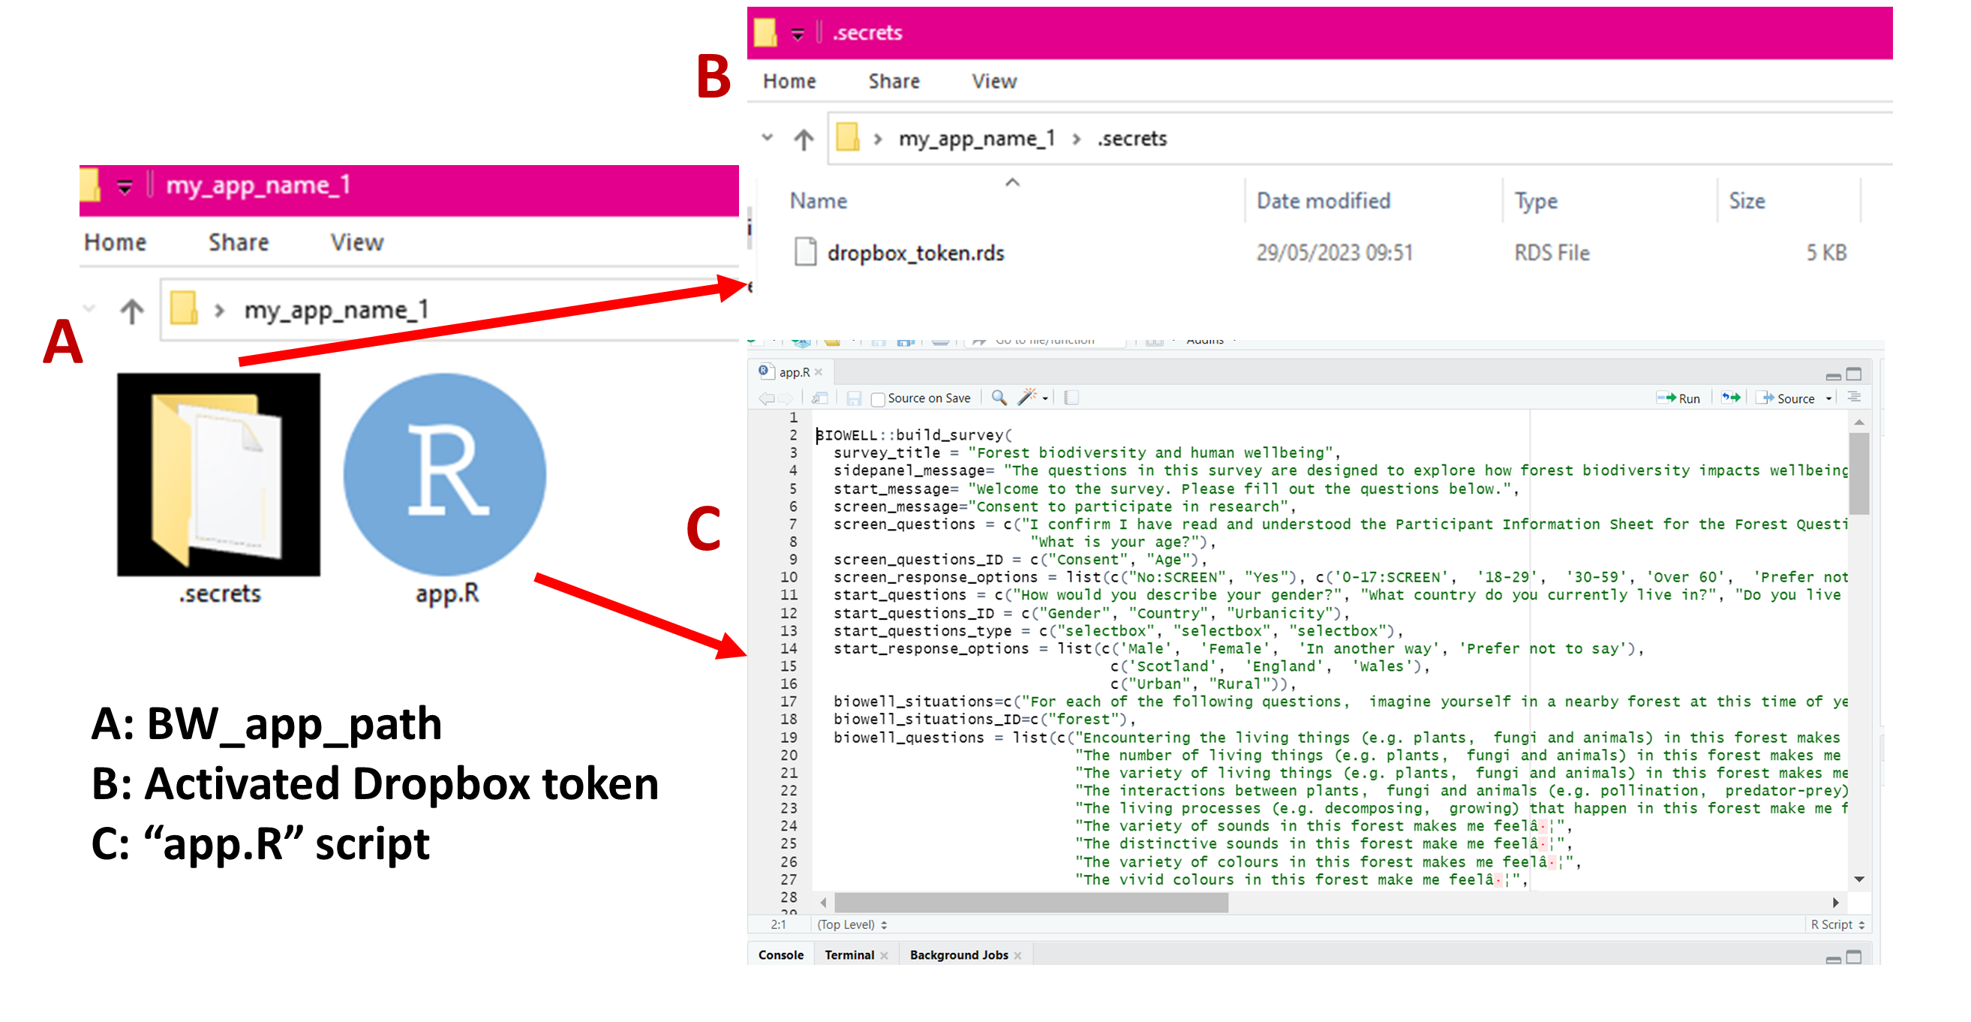 A
my_app_name_1
Home Share View
my_app_name_1
.secrets
app.R
B
.secrets
Home Share View
my_app_name_1 > .secrets
Name Date modified Type Size
dropbox_token.rds 29/05/2023 09:51 RDS File 5 KB
C
Go to file/function Addins
app.R
Source on Save Run Source
1
2 BIOWELL::build_survey(
3 survey_title = "Forest biodiversity and human wellbeing",
4 sidepanel_message= "The questions in this survey are designed to explore how forest biodiversity impacts wellbeing
5 start_message= "Welcome to the survey. Please fill out the questions below.",
6 screen_message="Consent to participate in research",
7 screen_questions = c("I confirm I have read and understood the Participant Information Sheet for the Forest Questi
8 "What is your age?"),
9 screen_questions_ID = c("Consent", "Age"),
10 screen_response_options = list(c("No:SCREEN", "Yes"), c('0-17:SCREEN', '18-29', '30-59', 'Over 60', 'Prefer not
11 start_questions = c("How would you describe your gender?", "What country do you currently live in?", "Do you live
12 start_questions_ID = c("Gender", "Country", "Urbanicity"),
13 start_questions_type = c("selectbox", "selectbox", "selectbox"),
14 start_response_options = list(c('Male', 'Female', 'In another way', 'Prefer not to say'),
15 c('Scotland', 'England', 'Wales'),
16 c("Urban", "Rural")),
17 biowell_situations=c("For each of the following questions, imagine yourself in a nearby forest at this time of ye
18 biowell_situations_ID=c("forest"),
19 biowell_questions = list(c("Encountering the living things (e.g. plants, fungi and animals) in this forest makes
20 "The number of living things (e.g. plants, fungi and animals) in this forest makes me
21 "The variety of living things (e.g. plants, fungi and animals) in this forest makes me
22 "The interactions between plants, fungi and animals (e.g. pollination, predator-prey)
23 "The living processes (e.g. decomposing, growing) that happen in this forest make me f
24 "The variety of sounds in this forest makes me feelâ·¦",
25 "The distinctive sounds in this forest make me feelâ·¦",
26 "The variety of colours in this forest makes me feelâ·¦",
27 "The vivid colours in this forest make me feelâ·¦",
28
29
2:1 (Top Level) R Script
Console Terminal Background Jobs
A: BW_app_path
B: Activated Dropbox token
C: “app.R” script